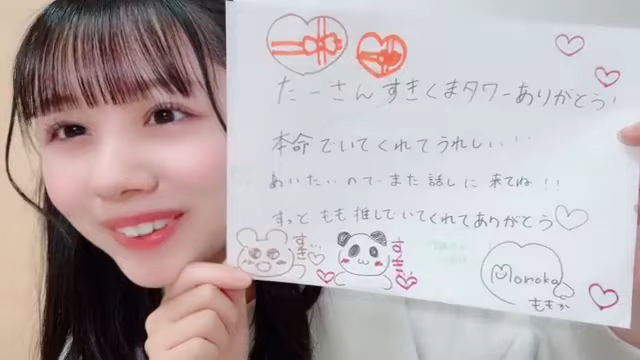 たーさん すきくまタワーありがとう!
本命でいてくれてうれしい…
あいたいのでまた話しに来てね!!
ずっともも推しでいてくれてありがとう♡
すき…
すき…
Momoka
ももか